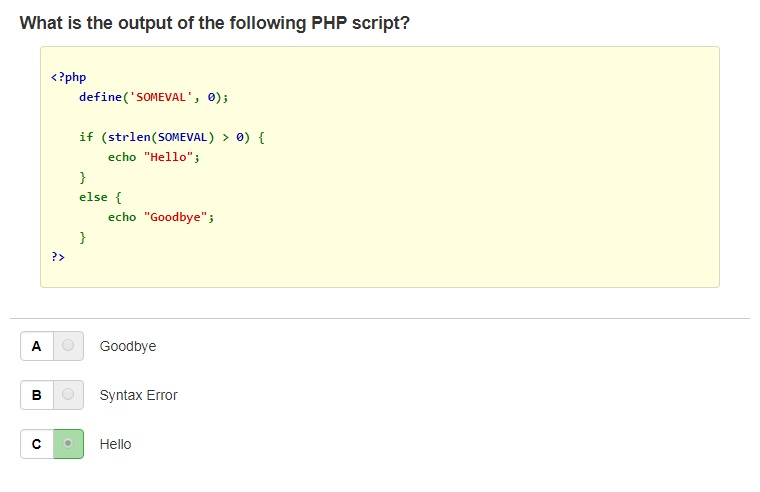 What is the output of the following PHP script?
<?php
    define('SOMEVAL', 0);
    if (strlen(SOMEVAL) > 0) {
        echo "Hello";
    }
    else {
        echo "Goodbye";
    }
?>
A Goodbye
B Syntax Error
C Hello